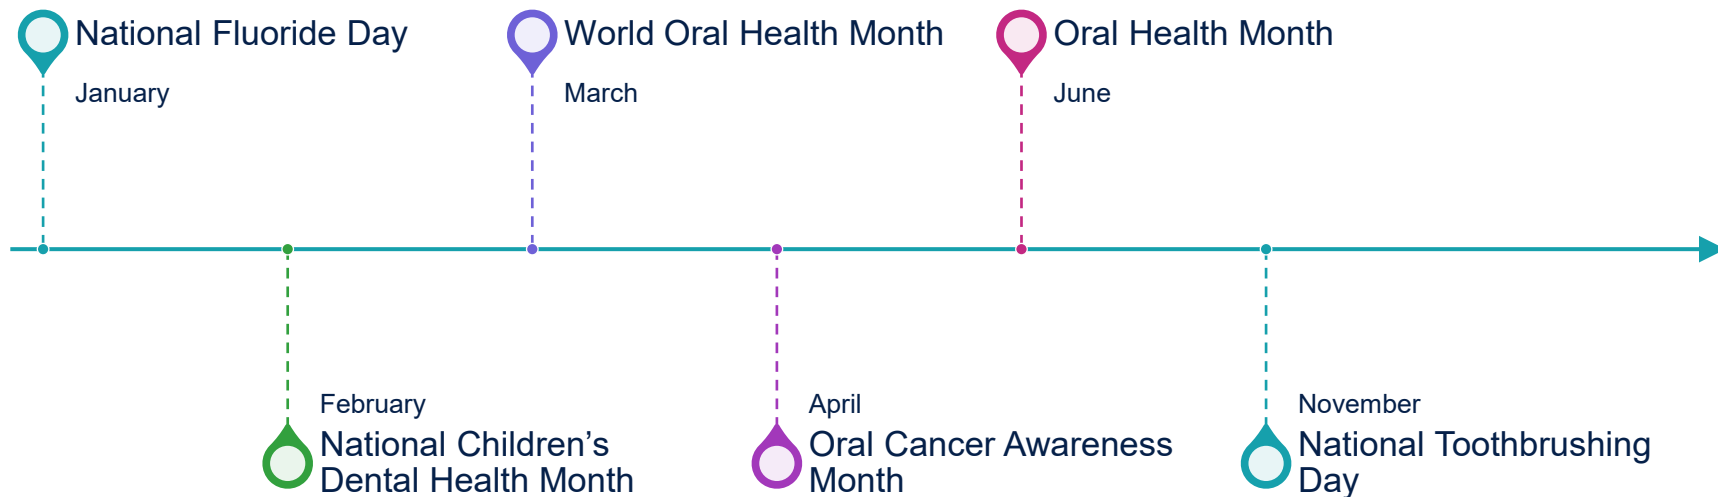 National Fluoride Day
January
World Oral Health Month
March
Oral Health Month
June
February
National Children’s
Dental Health Month
April
Oral Cancer Awareness
Month
November
National Toothbrushing
Day